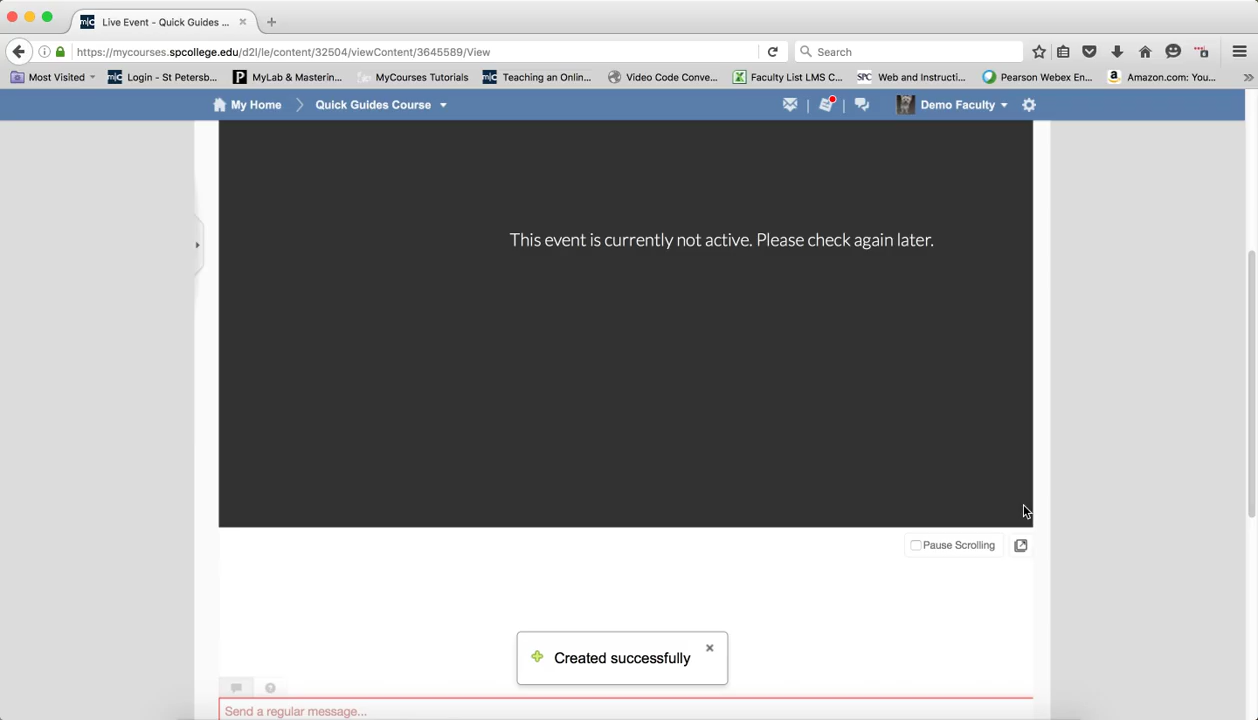 Live Event - Quick Guides ...
https://mycourses.spcollege.edu/d2l/le/content/32504/viewContent/3645589/View
Search
Most Visited
Login - St Petersb...
MyLab & Masterin...
MyCourses Tutorials
Teaching an Onlin...
Video Code Conve...
Faculty List LMS C...
SPC Web and Instructi...
Pearson Webex En...
Amazon.com: You...
My Home
Quick Guides Course
Demo Faculty
This event is currently not active. Please check again later.
Pause Scrolling
Created successfully
Send a regular message...